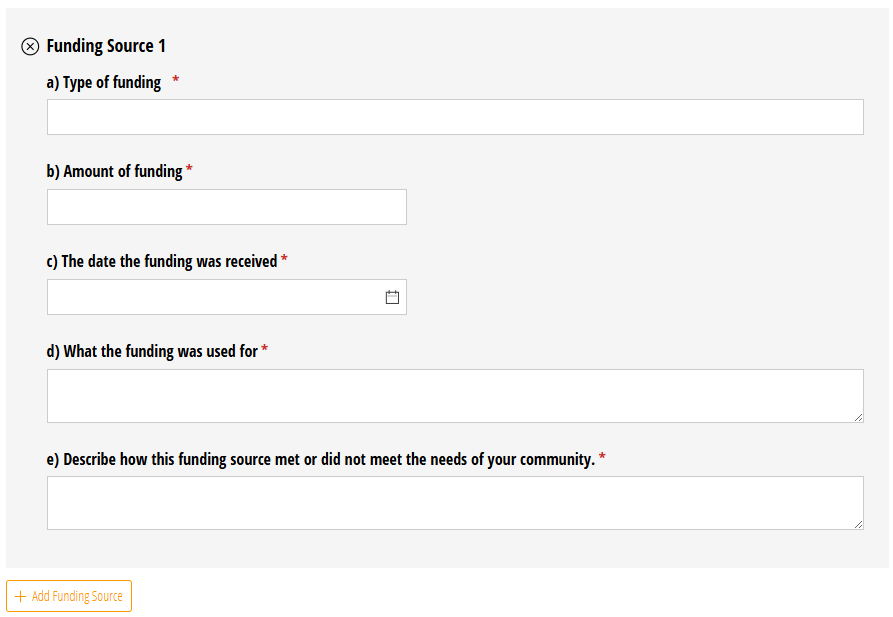 Funding Source 1
a) Type of funding *
b) Amount of funding *
c) The date the funding was received *
d) What the funding was used for *
e) Describe how this funding source met or did not meet the needs of your community. *
+ Add Funding Source